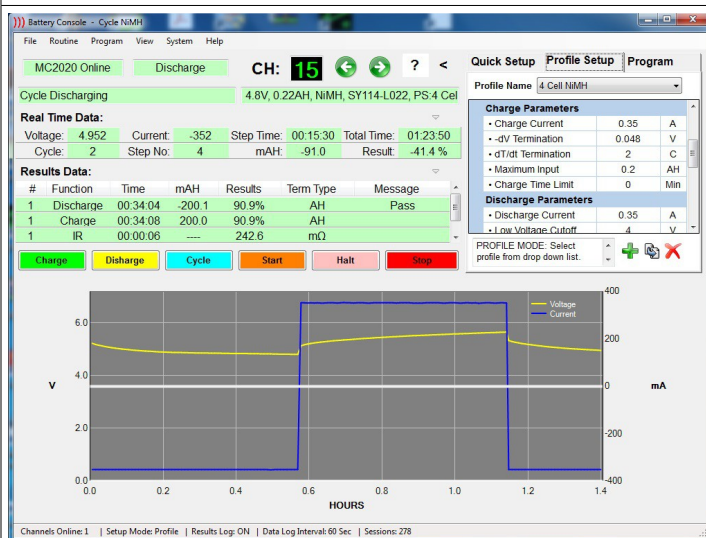 ))) Battery Console - Cycle NiMH
File Routine Program View System Help
MC2020 Online Discharge CH: 15 ? <
Cycle Discharging 4.8V, 0.22AH, NiMH, SY114-L022, PS:4 Cel
Real Time Data:
Voltage: 4.952 Current: -352 Step Time: 00:15:30 Total Time: 01:23:50
Cycle: 2 Step No: 4 mAH: -91.0 Result: -41.4 %
Results Data:
# Function Time mAH Results Term Type Message
1 Discharge 00:34:04 -200.1 90.9% AH Pass
1 Charge 00:34:08 200.0 90.9% AH
1 IR 00:00:06 ---- 242.6 mΩ
Charge Disharge Cycle Start Halt Stop
Quick Setup Profile Setup Program
Profile Name 4 Cell NiMH
Charge Parameters
• Charge Current 0.35 A
• -dV Termination 0.048 V
• dT/dt Termination 2 C
• Maximum Input 0.2 AH
• Charge Time Limit 0 Min
Discharge Parameters
• Discharge Current 0.35 A
• Low Voltage Cutoff 4 V
PROFILE MODE: Select
profile from drop down list.
Voltage
Current
6.0
4.0
2.0
0.0
V
400
200
0
-200
-400
mA
0.0 0.2 0.4 0.6 0.8 1.0 1.2 1.4
HOURS
Channels Online: 1 | Setup Mode: Profile | Results Log: ON | Data Log Interval: 60 Sec | Sessions: 278